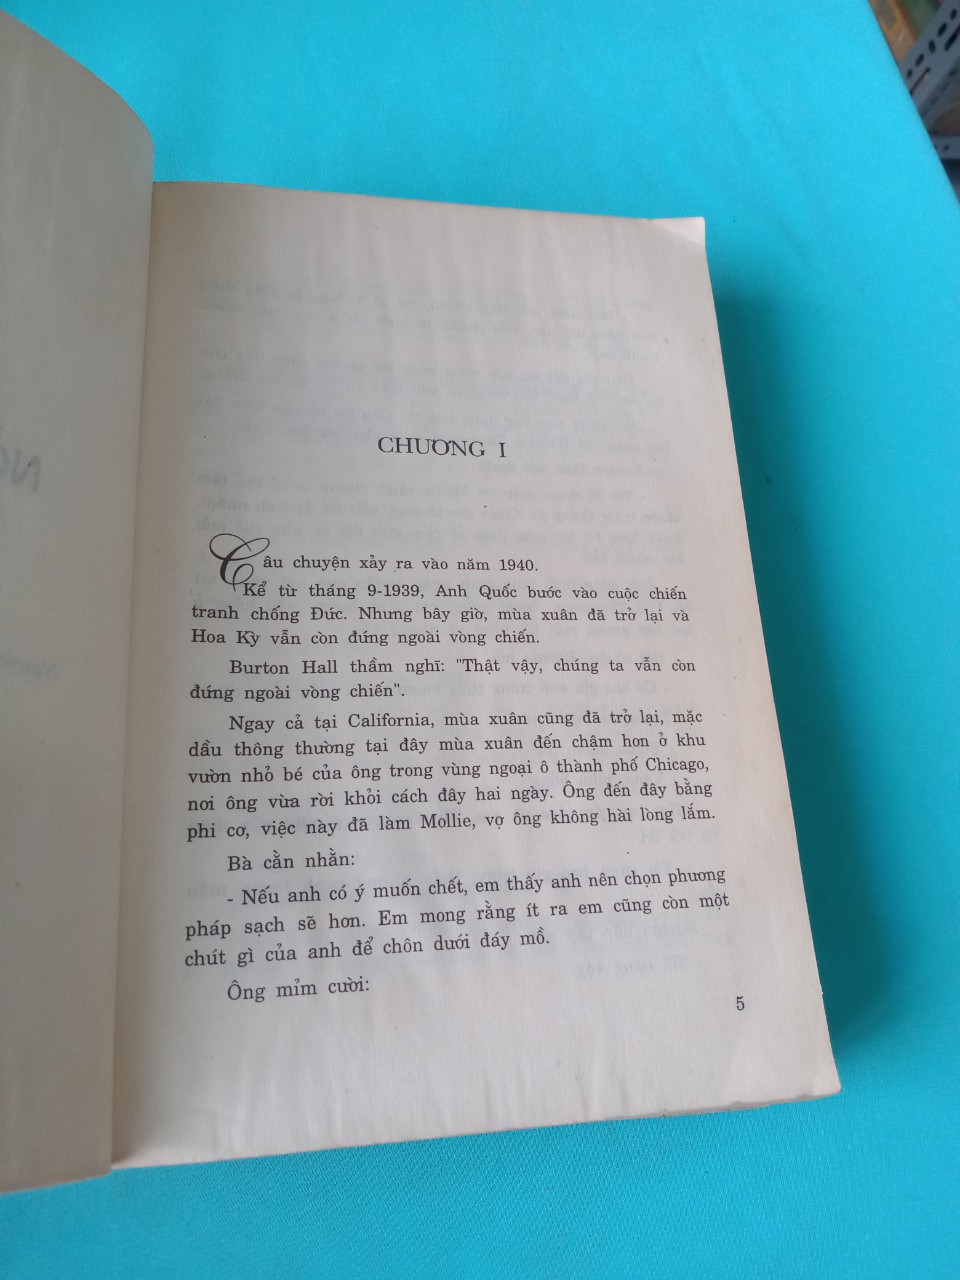 CHƯƠNG I
Câu chuyện xảy ra vào năm 1940.
Kể từ tháng 9-1939, Anh Quốc bước vào cuộc chiến
tranh chống Đức. Nhưng bây giờ, mùa xuân đã trở lại và
Hoa Kỳ vẫn còn đứng ngoài vòng chiến.
Burton Hall thầm nghĩ: "Thật vậy, chúng ta vẫn còn
đứng ngoài vòng chiến".
Ngay cả tại California, mùa xuân cũng đã trở lại, mặc
dầu thông thường tại đây mùa xuân đến chậm hơn ở khu
vườn nhỏ bé của ông trong vùng ngoại ô thành phố Chicago,
nơi ông vừa rời khỏi cách đây hai ngày. Ông đến đây bằng
phi cơ, việc này đã làm Mollie, vợ ông không hài lòng lắm.
Bà cằn nhằn:
- Nếu anh có ý muốn chết, em thấy anh nên chọn phương
pháp sạch sẽ hơn. Em mong rằng ít ra em cũng còn một
chút gì của anh để chôn dưới đáy mồ.
Ông mỉm cười:
5